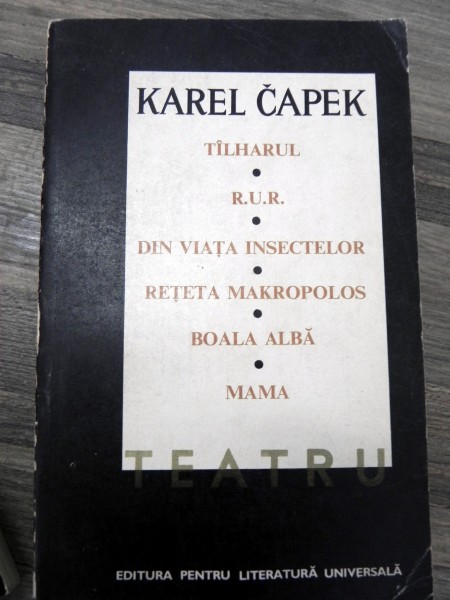 KAREL ČAPEK
TÎLHARUL
R.U.R.
DIN VIAȚA INSECTELOR
REȚETA MAKROPOLOS
BOALA ALBĂ
MAMA
TEATRU
EDITURA PENTRU LITERATURĂ UNIVERSALĂ